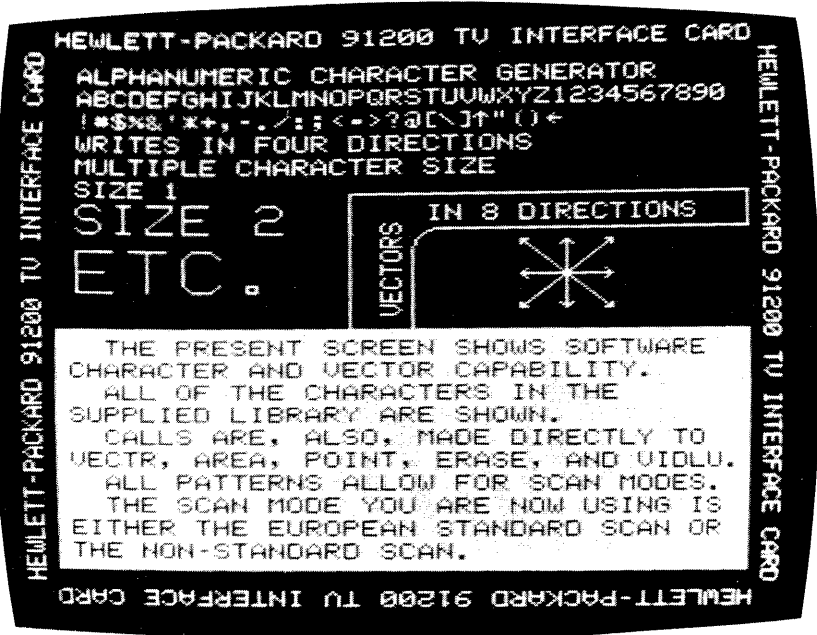 HEWLETT-PACKARD 91200 TV INTERFACE CARD
HEWLETT-PACKARD 91200 TV INTERFACE CARD
HEWLETT-PACKARD 91200 TV INTERFACE CARD
ALPHANUMERIC CHARACTER GENERATOR
ABCDEFGHIJKLMNOPQRSTUVWXYZ1234567890
!#$%&'*+,-./:;<=>?@[\]↑"()←
WRITES IN FOUR DIRECTIONS
MULTIPLE CHARACTER SIZE
SIZE 1
SIZE 2
ETC.
IN 8 DIRECTIONS
VECTORS
THE PRESENT SCREEN SHOWS SOFTWARE
CHARACTER AND VECTOR CAPABILITY.
ALL OF THE CHARACTERS IN THE
SUPPLIED LIBRARY ARE SHOWN.
CALLS ARE, ALSO, MADE DIRECTLY TO
VECTR, AREA, POINT, ERASE, AND VIDLU.
ALL PATTERNS ALLOW FOR SCAN MODES.
THE SCAN MODE YOU ARE NOW USING IS
EITHER THE EUROPEAN STANDARD SCAN OR
THE NON-STANDARD SCAN.
HEWLETT-PACKARD 91200 TV INTERFACE CARD